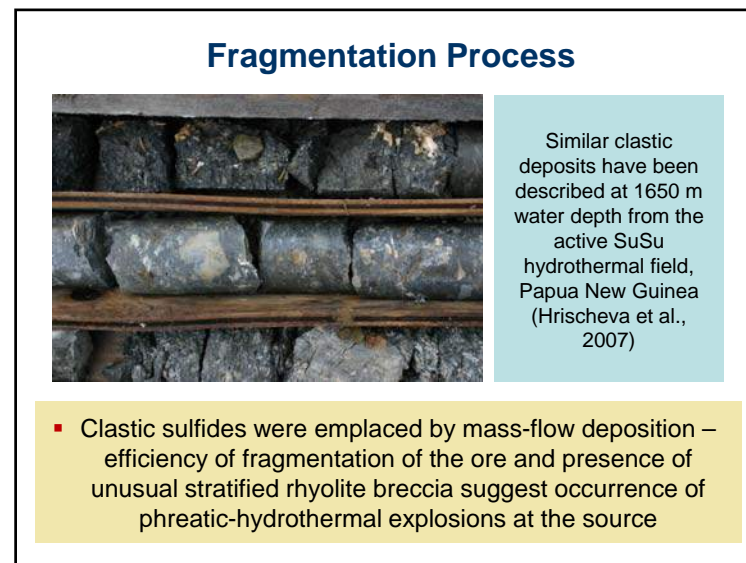 Fragmentation Process
Similar clastic
deposits have been
described at 1650 m
water depth from the
active SuSu
hydrothermal field,
Papua New Guinea
(Hrischeva et al.,
2007)
▪ Clastic sulfides were emplaced by mass-flow deposition –
efficiency of fragmentation of the ore and presence of
unusual stratified rhyolite breccia suggest occurrence of
phreatic-hydrothermal explosions at the source